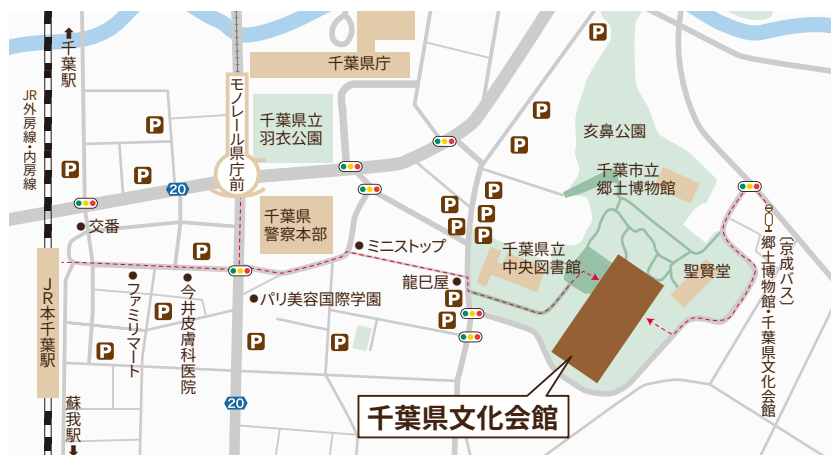 千葉駅
JR
外房線・内房線
モノレール県庁前
千葉県庁
千葉県立
羽衣公園
P
P
P
P
P
P
亥鼻公園
千葉市立
郷土博物館
20
交番
P
千葉県
警察本部
ミニストップ
P
P
P
P
千葉県立
中央図書館
聖賢堂
〔京成バス〕
郷土博物館・千葉県文化会館
龍巳屋
P
P
JR本千葉駅
ファミリマート
P
今井皮膚科医院
パリ美容国際学園
P
P
P
20
千葉県文化会館
蘇我駅